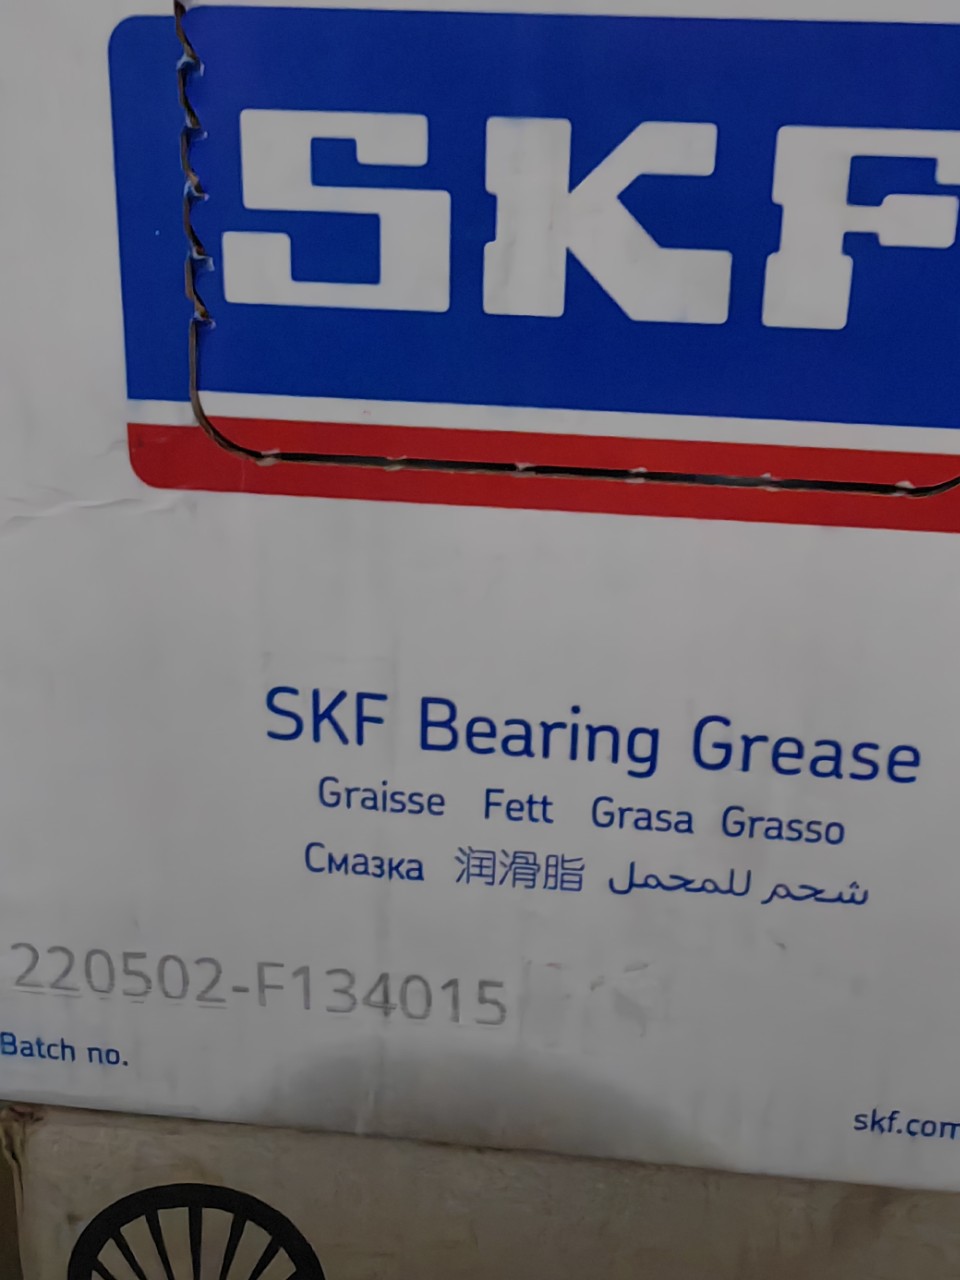 SKF
SKF Bearing Grease
Graisse Fett Grasa Grasso
Смазка 润滑脂 شحم للمحمل
220502-F134015
Batch no.
skf.com